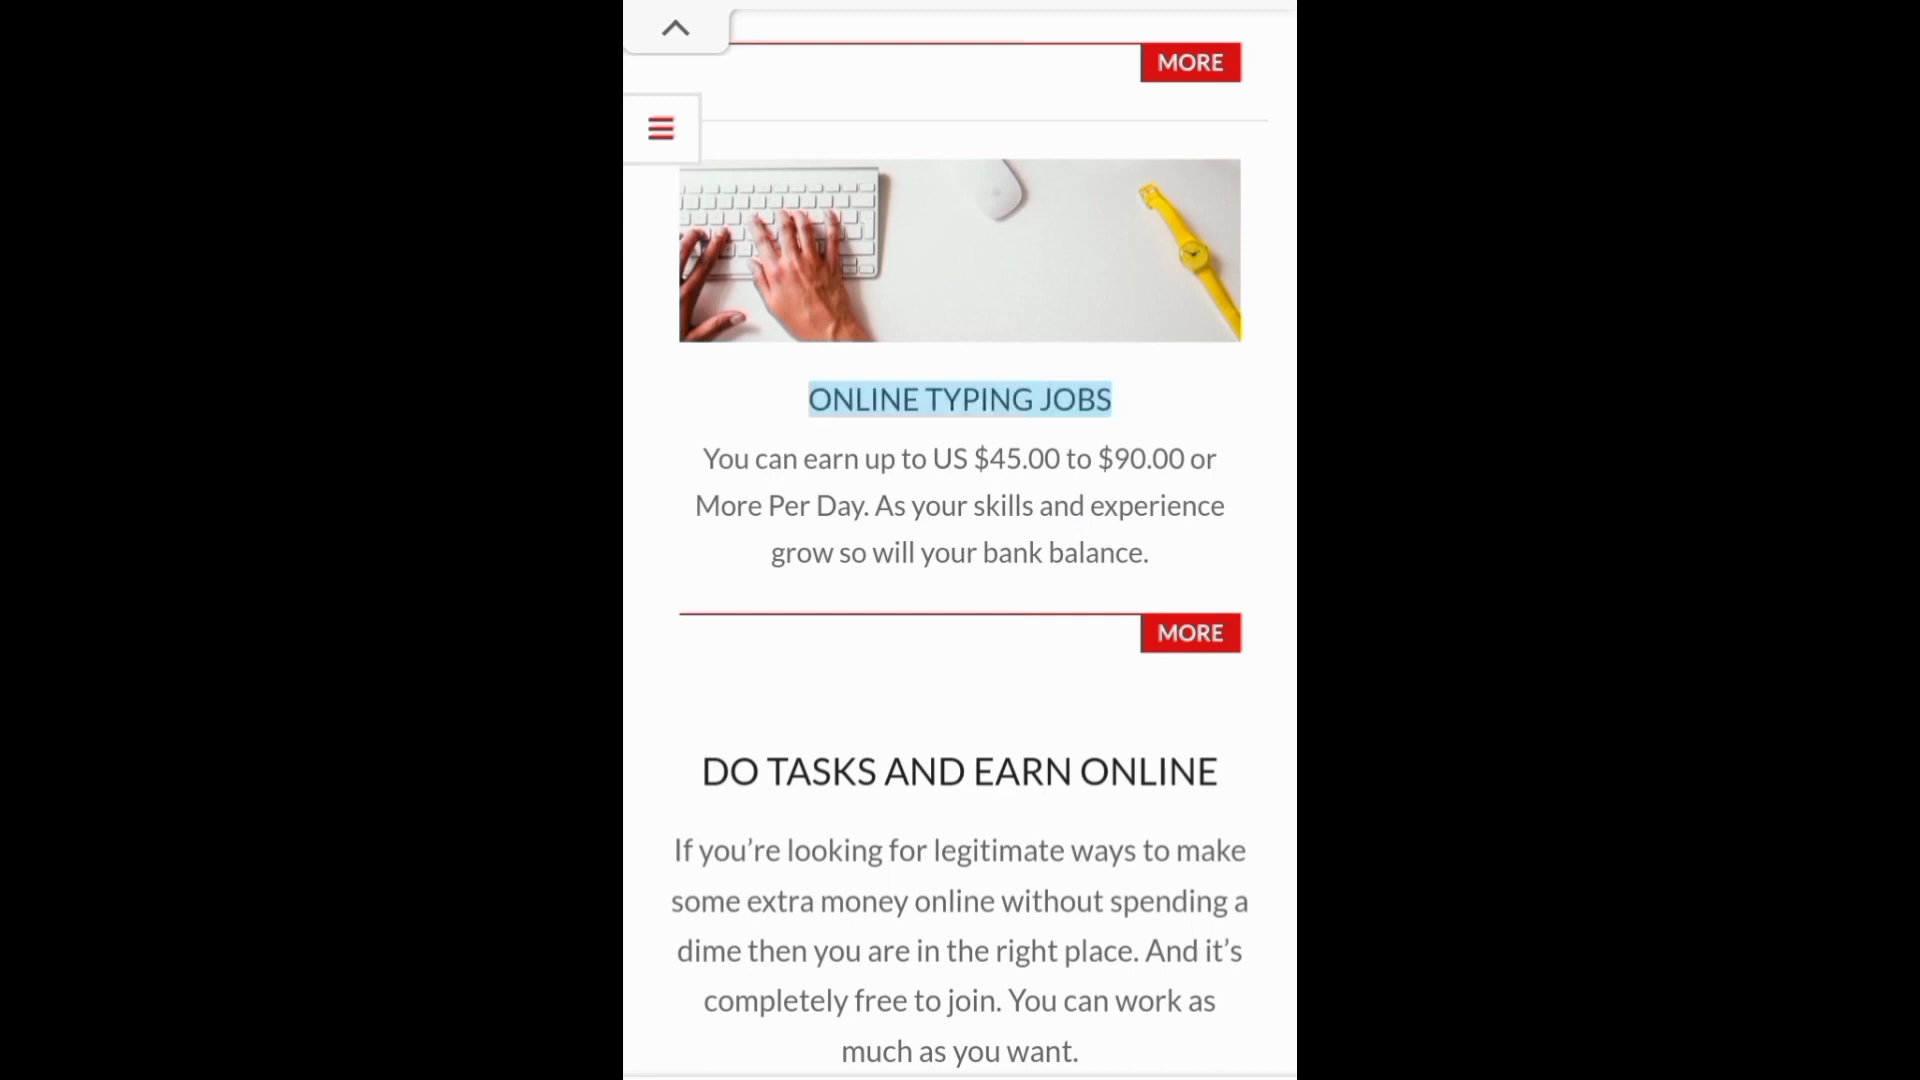 MORE
ONLINE TYPING JOBS
You can earn up to US $45.00 to $90.00 or
More Per Day. As your skills and experience
grow so will your bank balance.
MORE
DO TASKS AND EARN ONLINE
If you’re looking for legitimate ways to make
some extra money online without spending a
dime then you are in the right place. And it’s
completely free to join. You can work as
much as you want.